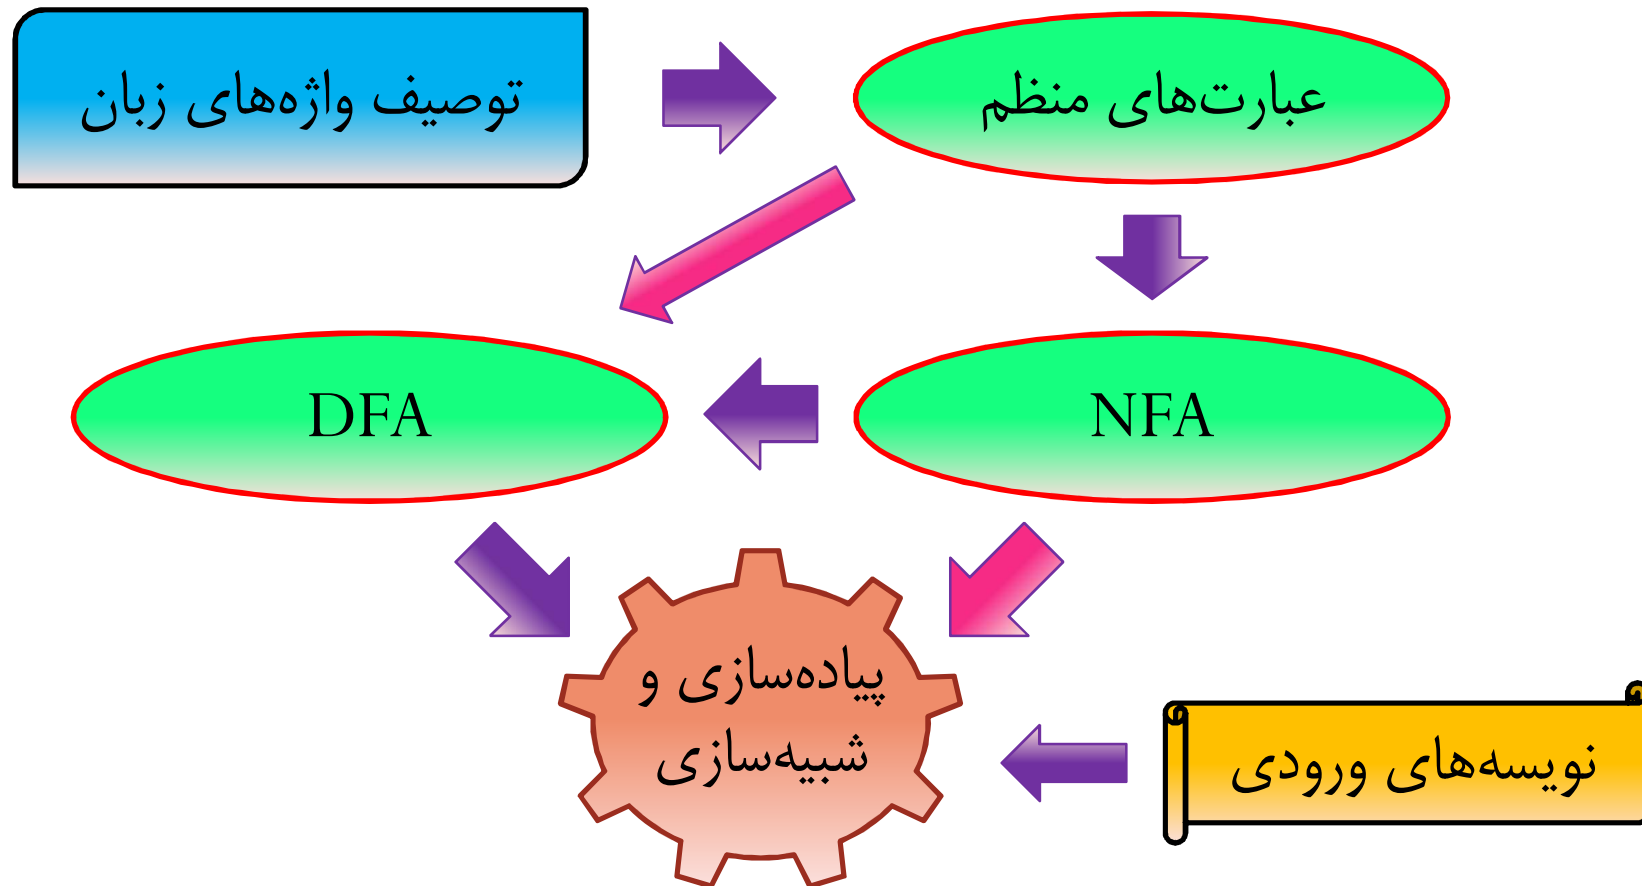 توصیف واژه‌های زبان
عبارت‌های منظم
DFA
NFA
پیاده‌سازی و
شبیه‌سازی
نویسه‌های ورودی